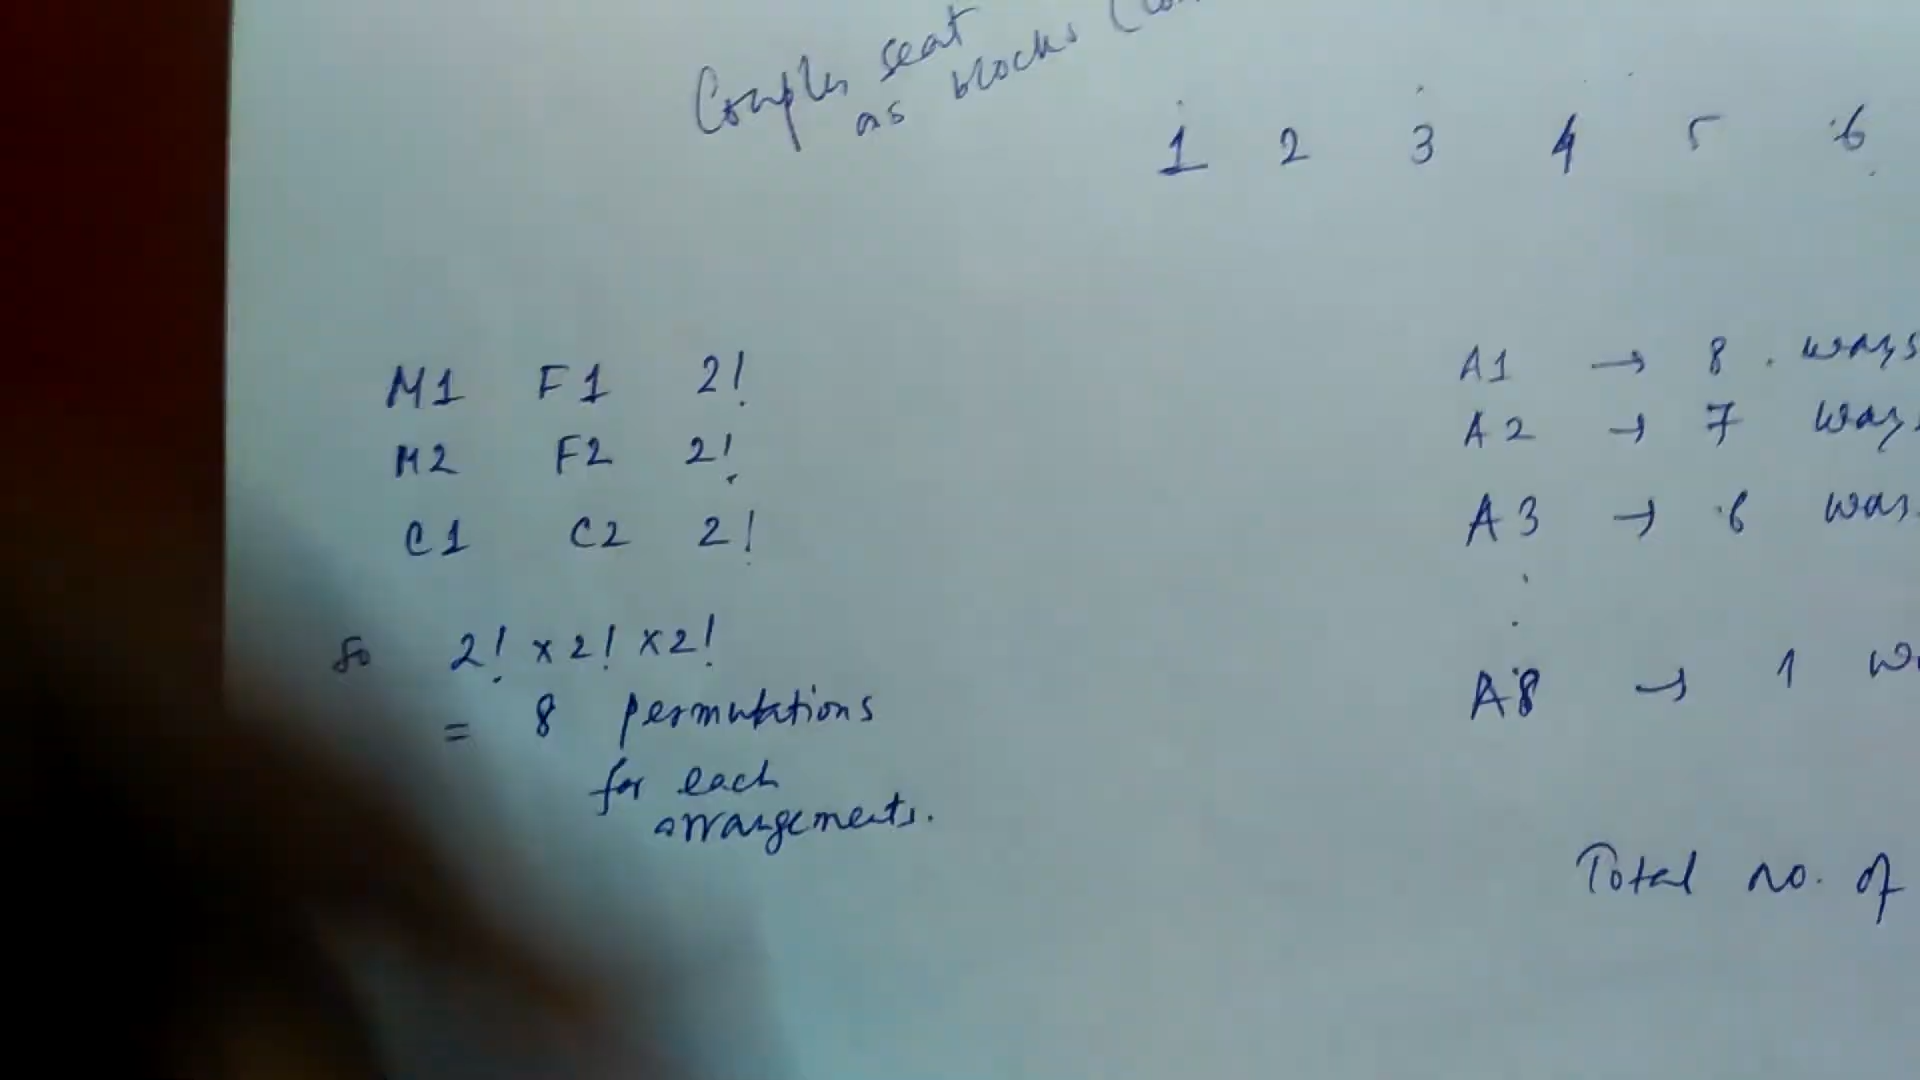 Couples seat
as blocks
1 2 3 4 5 6
M1 F1 2!
M2 F2 2!
C1 C2 2!
So 2! x 2! x 2!
= 8 permutations
for each
arrangements.
A1 → 8 ways
A2 → 7 ways
A3 → 6 ways
.
.
A8 → 1
Total no. of